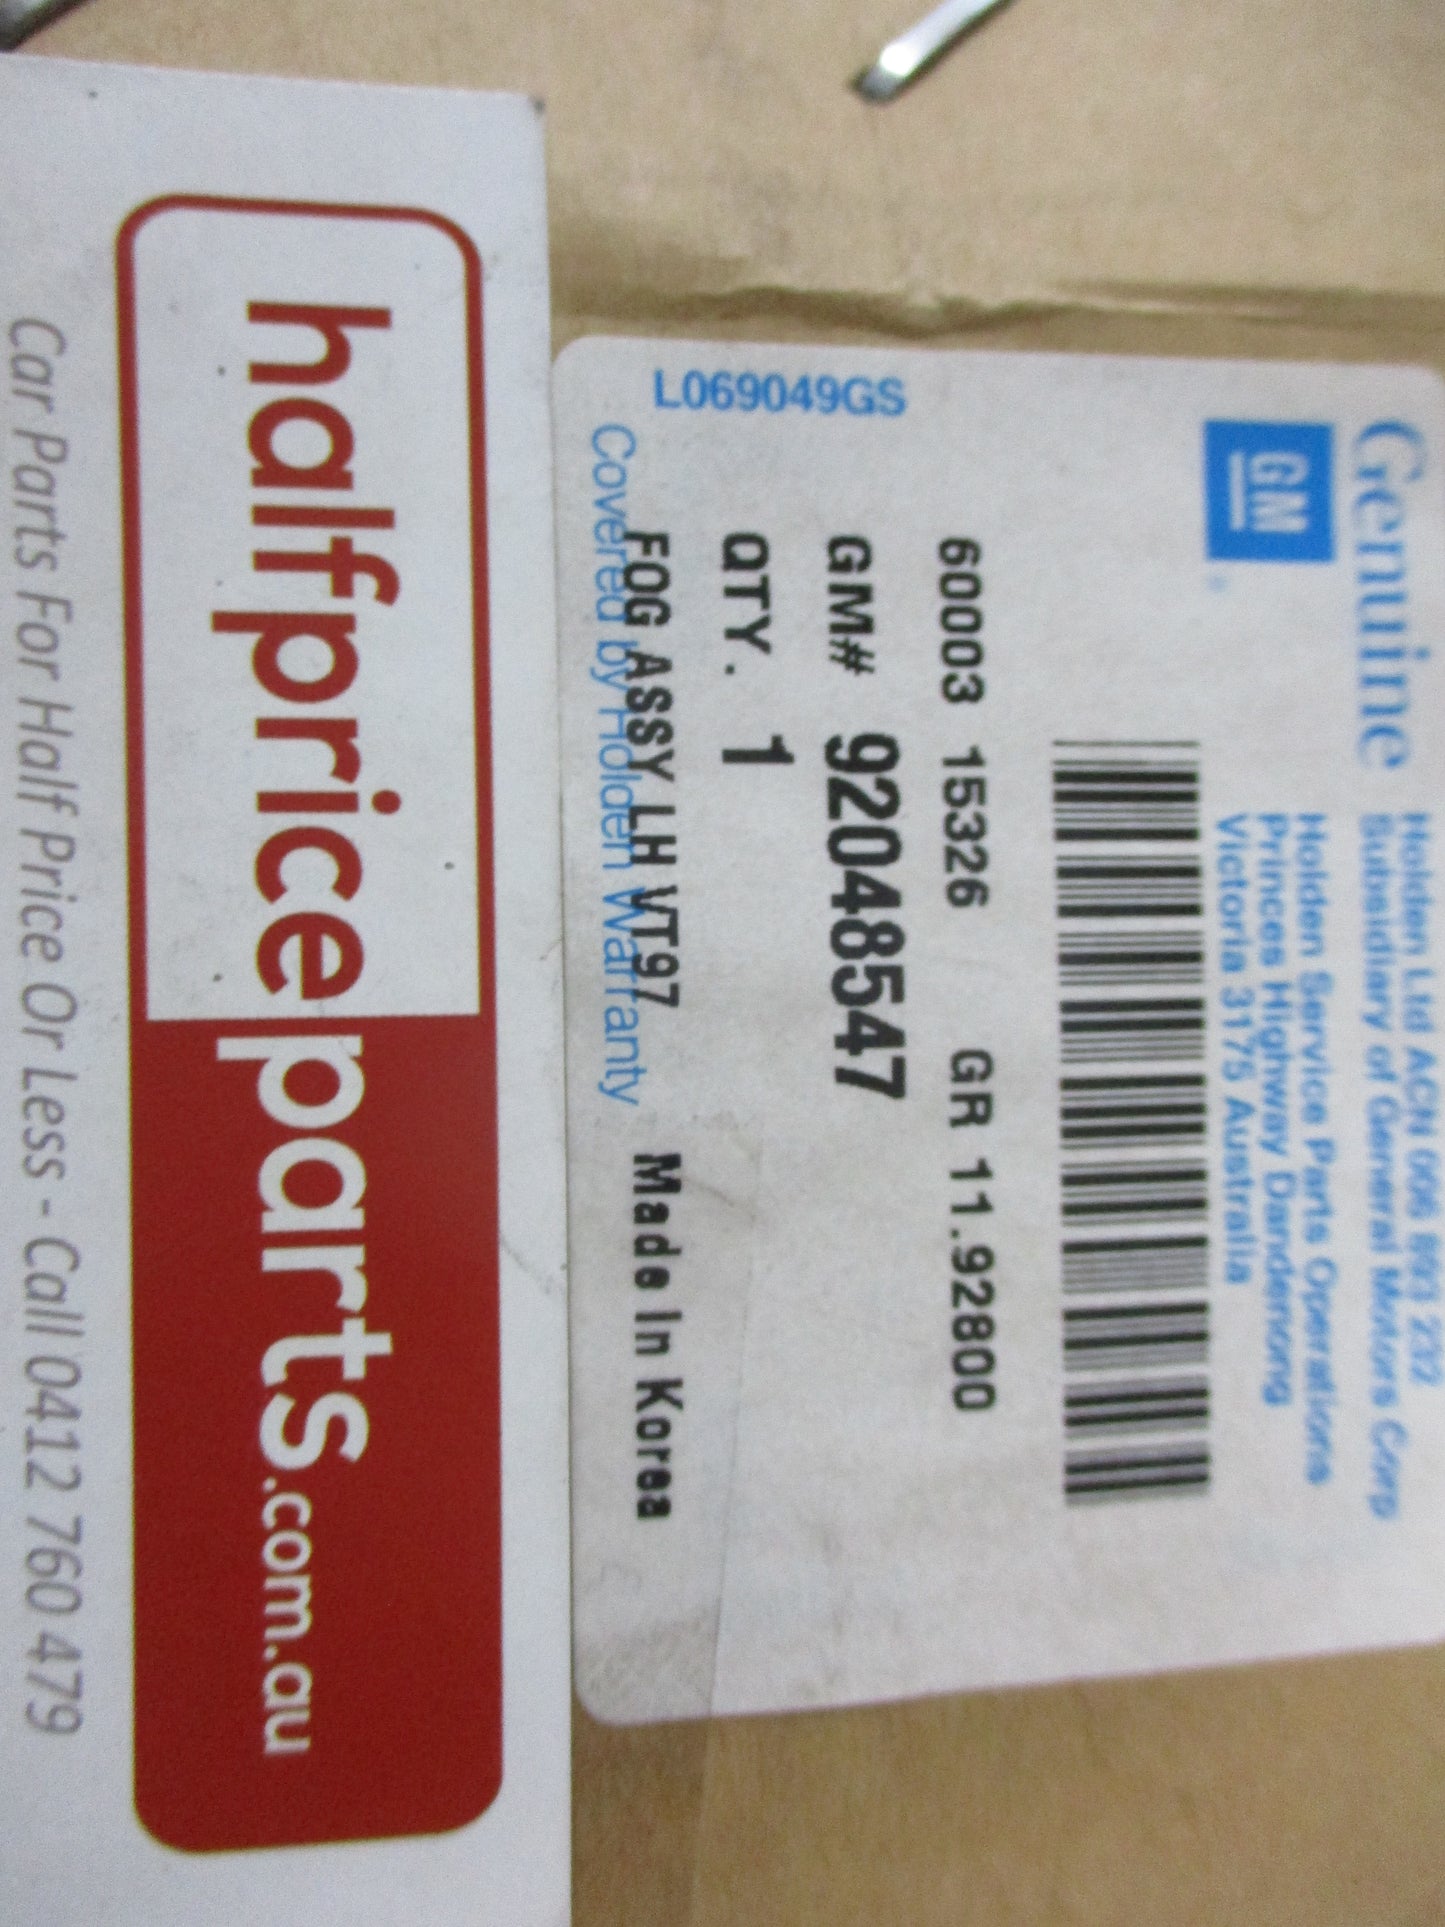 Genuine
Holden Ltd ACN 006 893 232
Subsidiary of General Motors Corp
GM
Holden Service Parts Operations
Princes Highway Dandenong
Victoria 3175 Australia
60003 15326 GR 11.92800
GM# 92048547
QTY. 1
FOG ASSY LH VT97 Made In Korea
Covered by Holden Warranty
L069049GS
halfpriceparts.com.au
Car Parts For Half Price Or Less - Call 0412 760 479